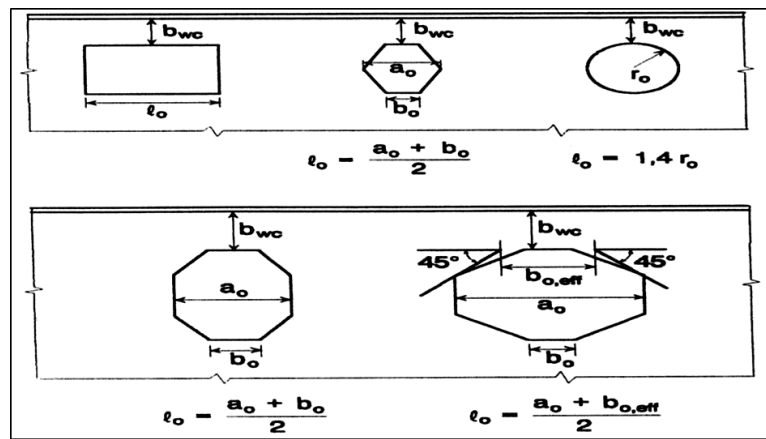 b_wc b_wc b_wc
a_o r_o
b_o
ℓ_o
ℓ_o = (a_o + b_o) / 2 ℓ_o = 1,4 r_o
b_wc b_wc
45° 45°
b_o,eff
a_o a_o
b_o b_o
ℓ_o = (a_o + b_o) / 2 ℓ_o = (a_o + b_o,eff) / 2